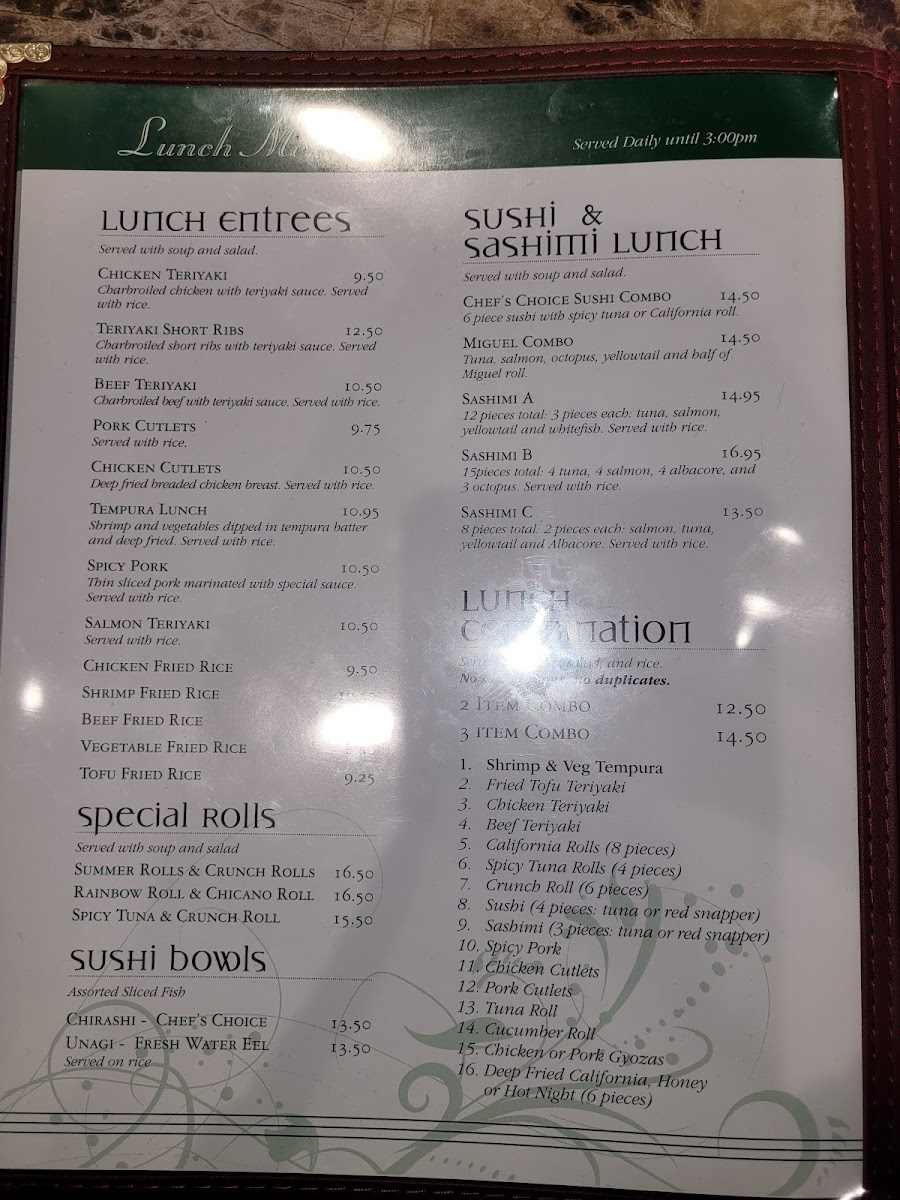 Lunch
Served Daily until 3:00pm
Lunch Entrees
Served with soup and salad.
Chicken Teriyaki 9.50
Charbroiled chicken with teriyaki sauce. Served
with rice.
Teriyaki Short Ribs 12.50
Charbroiled short ribs with teriyaki sauce. Served
with rice.
Beef Teriyaki 10.50
Charbroiled beef with teriyaki sauce. Served with rice.
Pork Cutlets 9.75
Served with rice.
Chicken Cutlets 10.50
Deep fried breaded chicken breast. Served with rice.
Tempura Lunch 10.95
Shrimp and vegetables dipped in tempura batter
and deep fried. Served with rice.
Spicy Pork 10.50
Thin sliced pork marinated with special sauce.
Served with rice.
Salmon Teriyaki 10.50
Served with rice.
Chicken Fried Rice 9.50
Shrimp Fried Rice
Beef Fried Rice
Vegetable Fried Rice
Tofu Fried Rice 9.25
Special Rolls
Served with soup and salad
Summer Rolls & Crunch Rolls 16.50
Rainbow Roll & Chicano Roll 16.50
Spicy Tuna & Crunch Roll 15.50
Sushi Bowls
Assorted Sliced Fish
Chirashi - Chef's Choice 13.50
Unagi - Fresh Water Eel 13.50
Served on rice
Sushi &
Sashimi Lunch
Served with soup and salad.
Chef's Choice Sushi Combo 14.50
6 piece sushi with spicy tuna or California roll.
Miguel Combo 14.50
Tuna, salmon, octopus, yellowtail and half of
Miguel roll.
Sashimi A 14.95
12 pieces total: 3 pieces each: tuna, salmon,
yellowtail and whitefish. Served with rice.
Sashimi B 16.95
15pieces total: 4 tuna, 4 salmon, 4 albacore, and
3 octopus. Served with rice.
Sashimi C 13.50
8 pieces total: 2 pieces each: salmon, tuna,
yellowtail and Albacore. Served with rice.
Lunch
Combination
and rice.
No duplicates.
2 Item Combo 12.50
3 item Combo 14.50
1. Shrimp & Veg Tempura
2. Fried Tofu Teriyaki
3. Chicken Teriyaki
4. Beef Teriyaki
5. California Rolls (8 pieces)
6. Spicy Tuna Rolls (4 pieces)
7. Crunch Roll (6 pieces)
8. Sushi (4 pieces: tuna or red snapper)
9. Sashimi (3 pieces: tuna or red snapper)
10. Spicy Pork
11. Chicken Cutlets
12. Pork Cutlets
13. Tuna Roll
14. Cucumber Roll
15. Chicken or Pork Gyozas
16. Deep Fried California, Honey
or Hot Night (6 pieces)